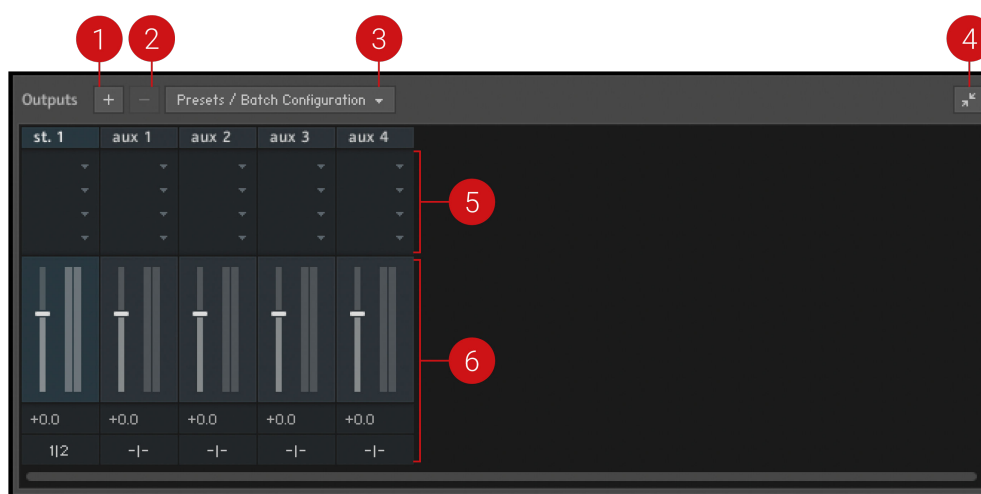 1 2 3 4
Outputs + − Presets / Batch Configuration
st. 1 aux 1 aux 2 aux 3 aux 4
5
6
+0.0 +0.0 +0.0 +0.0 +0.0
1|2 -|- -|- -|- -|-